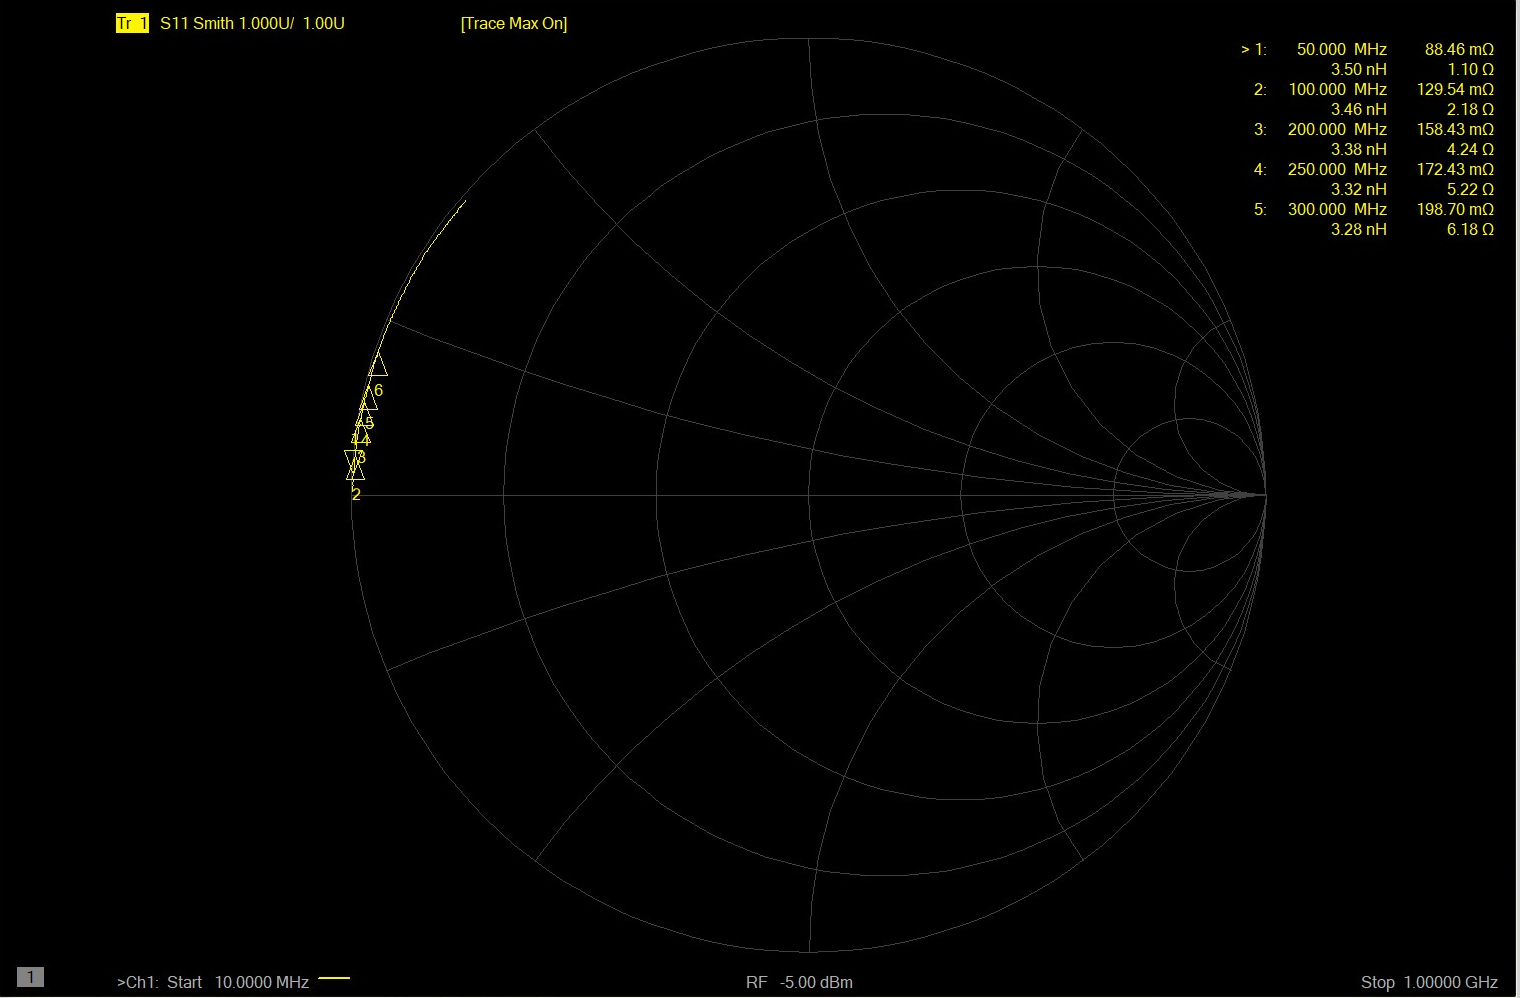 Tr 1 S11 Smith 1.000U/ 1.00U [Trace Max On]
> 1: 50.000 MHz 88.46 mΩ
3.50 nH 1.10 Ω
2: 100.000 MHz 129.54 mΩ
3.46 nH 2.18 Ω
3: 200.000 MHz 158.43 mΩ
3.38 nH 4.24 Ω
4: 250.000 MHz 172.43 mΩ
3.32 nH 5.22 Ω
5: 300.000 MHz 198.70 mΩ
3.28 nH 6.18 Ω
6
5
14
3
2
1 >Ch1: Start 10.0000 MHz RF -5.00 dBm Stop 1.00000 GHz